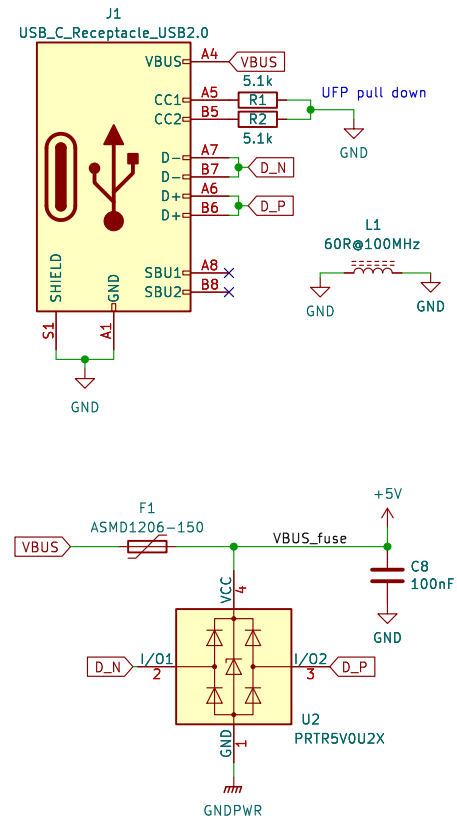 J1
USB_C_Receptacle_USB2.0
VBUS A4 VBUS
5.1k
CC1 A5 R1 UFP pull down
CC2 B5 R2
5.1k
GND
D- A7
D- B7 D_N
D+ A6
D+ B6 D_P
L1
60R@100MHz
SBU1 A8
SBU2 B8
SHIELD
GND
GND
GND
S1
A1
GND
F1
ASMD1206-150
+5V
VBUS
VBUS_fuse
C8
100nF
VCC
4
GND
D_N I/O1 2
I/O2 3 D_P
U2
PRTR5V0U2X
GND
1
GNDPWR